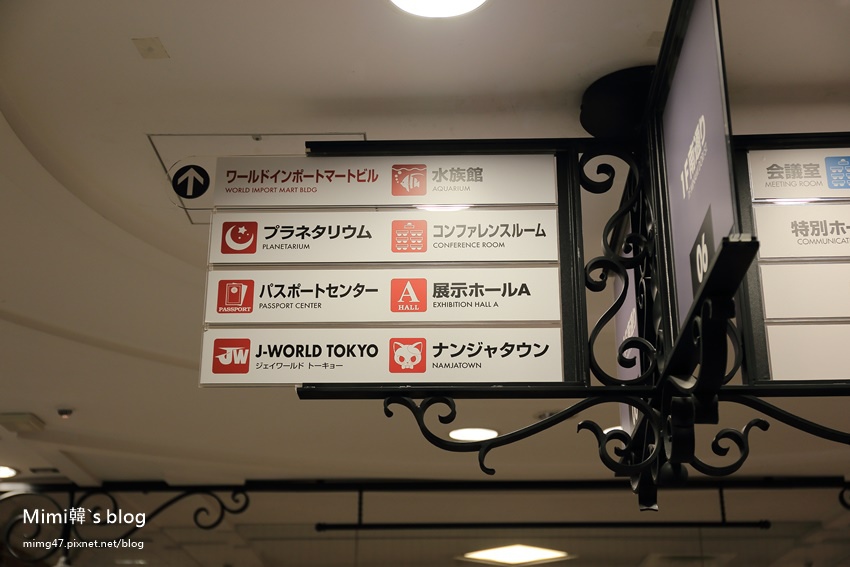 ワールドインポートマートビル
WORLD IMPORT MART BLDG
水族館
AQUARIUM
プラネタリウム
PLANETARIUM
コンファレンスルーム
CONFERENCE ROOM
PASSPORT
パスポートセンター
PASSPORT CENTER
A
HALL
展示ホールA
EXHIBITION HALL A
JW
J-WORLD TOKYO
ジェイワールド トーキョー
ナンジャタウン
NAMJATOWN
06
会議室
MEETING ROOM
特別ホー
COMMUNICAT
Mimi韓`s blog
mimg47.pixnet.net/blog